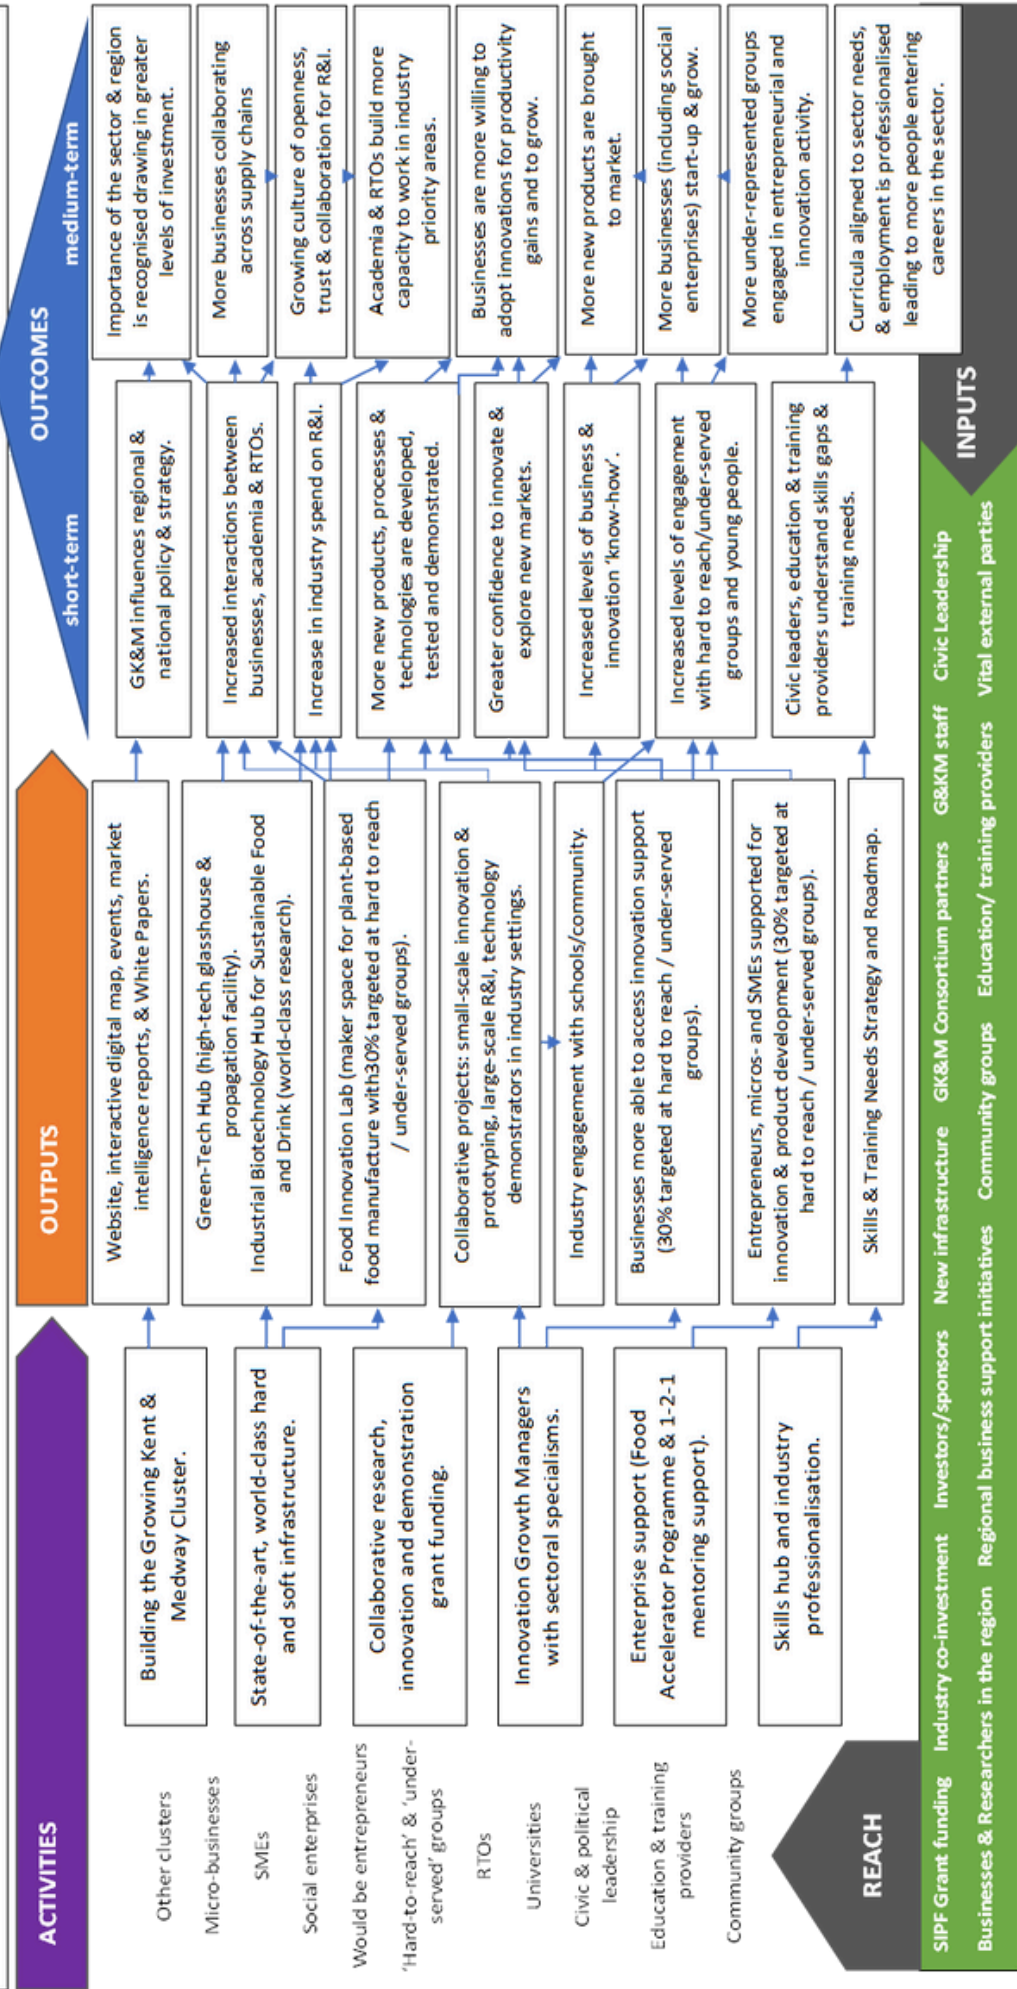 ACTIVITIES
OUTPUTS
OUTCOMES
short-term
medium-term
Other clusters
Micro-businesses
SMEs
Social enterprises
Would be entrepreneurs
'Hard-to-reach' & 'under-
served' groups
RTOs
Universities
Civic & political
leadership
Education & training
providers
Community groups
REACH
Building the Growing Kent &
Medway Cluster.
State-of-the-art, world-class hard
and soft infrastructure.
Collaborative research,
innovation and demonstration
grant funding.
Innovation Growth Managers
with sectoral specialisms.
Enterprise support (Food
Accelerator Programme & 1-2-1
mentoring support).
Skills hub and industry
professionalisation.
Website, interactive digital map, events, market
intelligence reports, & White Papers.
Green-Tech Hub (high-tech glasshouse &
propagation facility).
Industrial Biotechnology Hub for Sustainable Food
and Drink (world-class research).
Food Innovation Lab (maker space for plant-based
food manufacture with30% targeted at hard to reach
/ under-served groups).
Collaborative projects: small-scale innovation &
prototyping, large-scale R&I, technology
demonstrators in industry settings.
Industry engagement with schools/community.
Businesses more able to access innovation support
(30% targeted at hard to reach / under-served
groups).
Entrepreneurs, micros- and SMEs supported for
innovation & product development (30% targeted at
hard to reach / under-served groups).
Skills & Training Needs Strategy and Roadmap.
GK&M influences regional &
national policy & strategy.
Increased interactions between
businesses, academia & RTOs.
Increase in industry spend on R&I.
More new products, processes &
technologies are developed,
tested and demonstrated.
Greater confidence to innovate &
explore new markets.
Increased levels of business &
innovation 'know-how'.
Increased levels of engagement
with hard to reach/under-served
groups and young people.
Civic leaders, education & training
providers understand skills gaps &
training needs.
Importance of the sector & region
is recognised drawing in greater
levels of investment.
More businesses collaborating
across supply chains
Growing culture of openness,
trust & collaboration for R&I.
Academia & RTOs build more
capacity to work in industry
priority areas.
Businesses are more willing to
adopt innovations for productivity
gains and to grow.
More new products are brought
to market.
More businesses (including social
enterprises) start-up & grow.
More under-represented groups
engaged in entrepreneurial and
innovation activity.
Curricula aligned to sector needs,
& employment is professionalised
leading to more people entering
careers in the sector.
INPUTS
SIPF Grant funding Industry co-investment Investors/sponsors New infrastructure GK&M Consortium partners G&KM staff Civic Leadership
Businesses & Researchers in the region Regional business support initiatives Community groups Education/ training providers Vital external parties